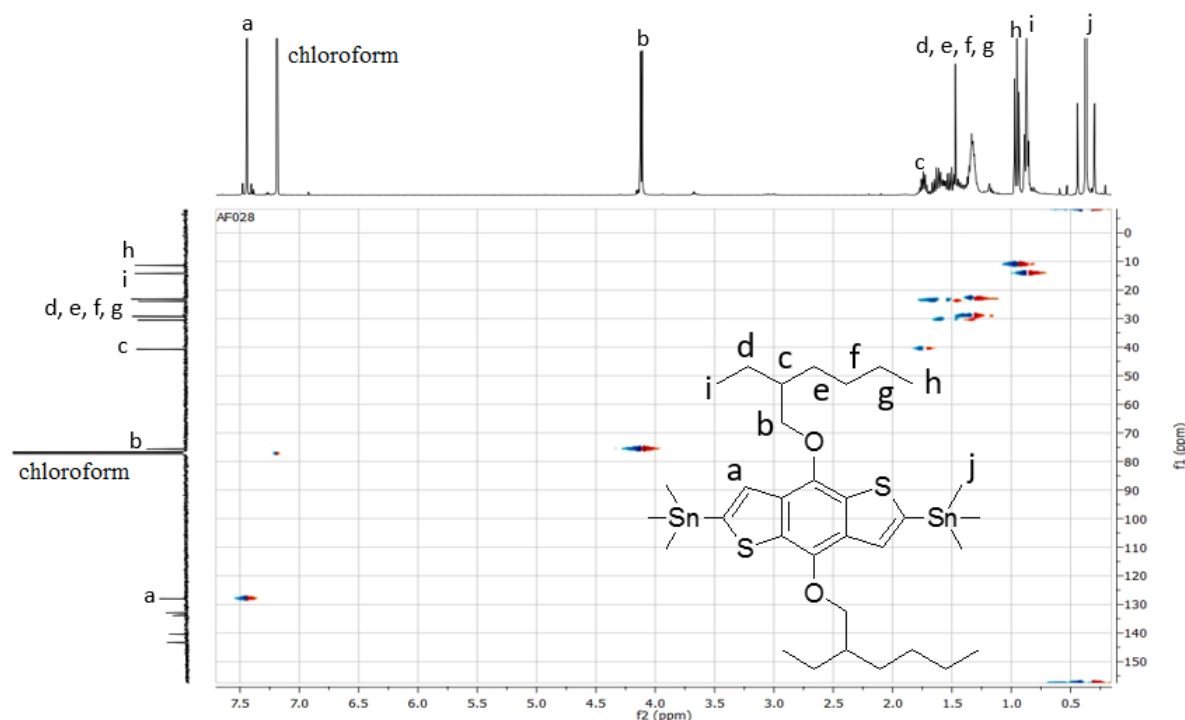 a
chloroform
b
c
d, e, f, g
h
i
j
AF028
h
i
d, e, f, g
c
b
chloroform
a
0
10
20
30
40
50
60
70
80
90
100
110
120
130
140
150
f1 (ppm)
d
c
f
i
e
g
h
b
O
a
S
j
Sn
Sn
S
O
7.5 7.0 6.5 6.0 5.5 5.0 4.5 4.0 3.5 3.0 2.5 2.0 1.5 1.0 0.5
f2 (ppm)